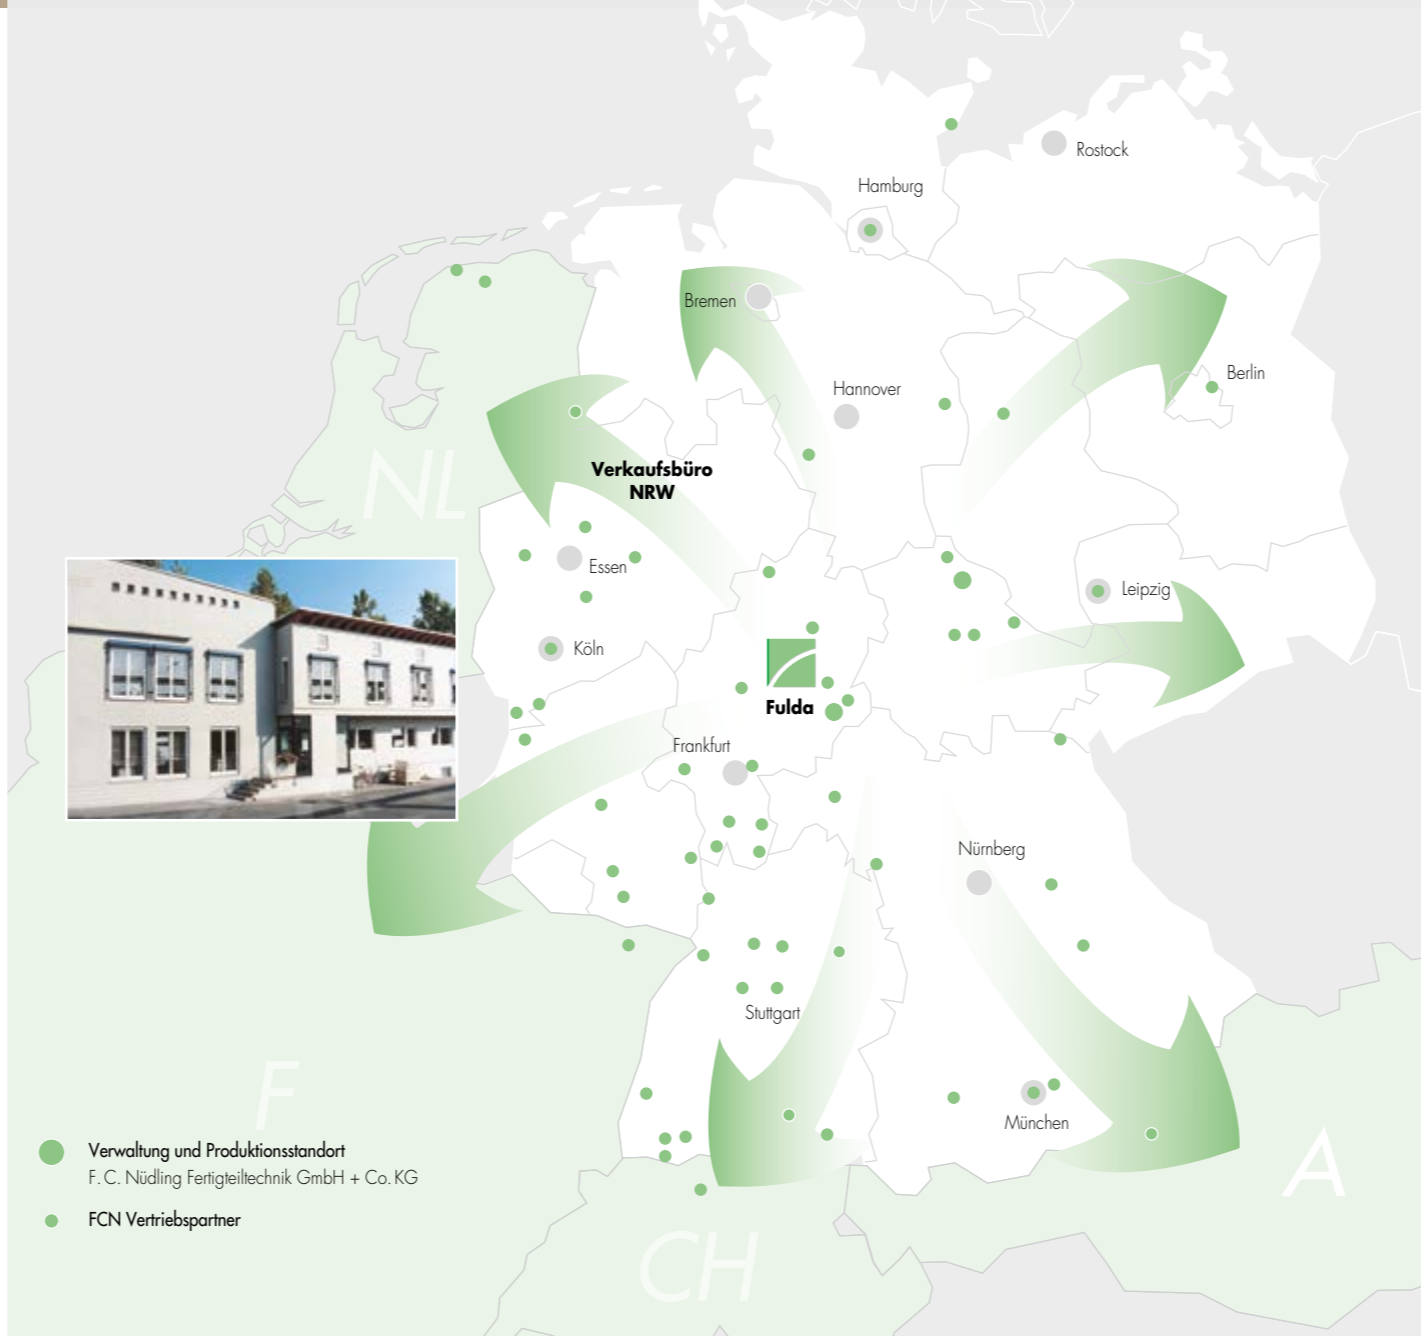 Rostock
Hamburg
Bremen
Berlin
Hannover
NL
Verkaufsbüro
NRW
Essen
Leipzig
Köln
Fulda
Frankfurt
Nürnberg
Stuttgart
F
München
Verwaltung und Produktionsstandort
F. C. Nüdling Fertigteiltechnik GmbH + Co. KG
A
FCN Vertriebspartner
CH